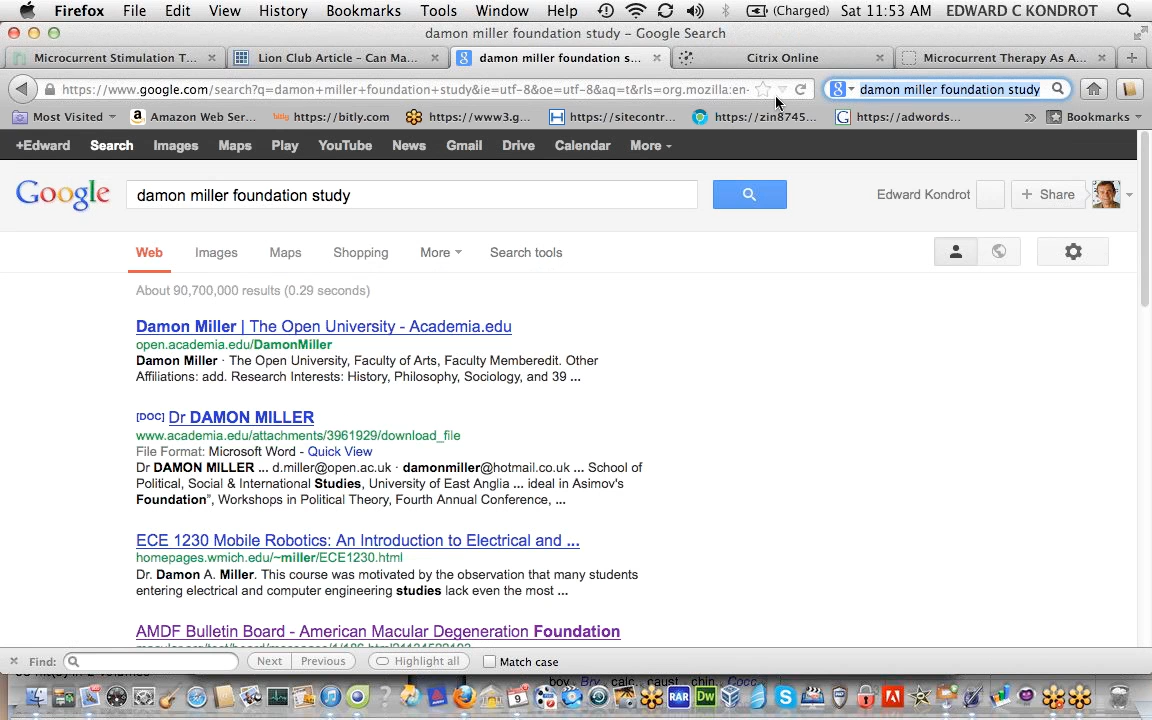 Firefox File Edit View History Bookmarks Tools Window Help (Charged) Sat 11:53 AM EDWARD C KONDROT
damon miller foundation study – Google Search
Microcurrent Stimulation T... Lion Club Article – Can Ma... damon miller foundation s... Citrix Online Microcurrent Therapy As A...
https://www.google.com/search?q=damon+miller+foundation+study&ie=utf-8&oe=utf-8&aq=t&rls=org.mozilla:en- damon miller foundation study
Most Visited Amazon Web Ser... https://bitly.com https://www3.g... https://sitecontr... https://zin8745... https://adwords... » Bookmarks
+Edward Search Images Maps Play YouTube News Gmail Drive Calendar More
Google damon miller foundation study Edward Kondrot + Share
Web Images Maps Shopping More Search tools
About 90,700,000 results (0.29 seconds)
Damon Miller | The Open University - Academia.edu
open.academia.edu/DamonMiller
Damon Miller · The Open University, Faculty of Arts, Faculty Memberedit. Other
Affiliations: add. Research Interests: History, Philosophy, Sociology, and 39 ...
[DOC] Dr DAMON MILLER
www.academia.edu/attachments/3961929/download_file
File Format: Microsoft Word - Quick View
Dr DAMON MILLER ... d.miller@open.ac.uk · damonmiller@hotmail.co.uk ... School of
Political, Social & International Studies, University of East Anglia ... ideal in Asimov's
Foundation", Workshops in Political Theory, Fourth Annual Conference, ...
ECE 1230 Mobile Robotics: An Introduction to Electrical and ...
homepages.wmich.edu/~miller/ECE1230.html
Dr. Damon A. Miller. This course was motivated by the observation that many students
entering electrical and computer engineering studies lack even the most ...
AMDF Bulletin Board - American Macular Degeneration Foundation
Find: Next Previous Highlight all Match case
RAR Dw